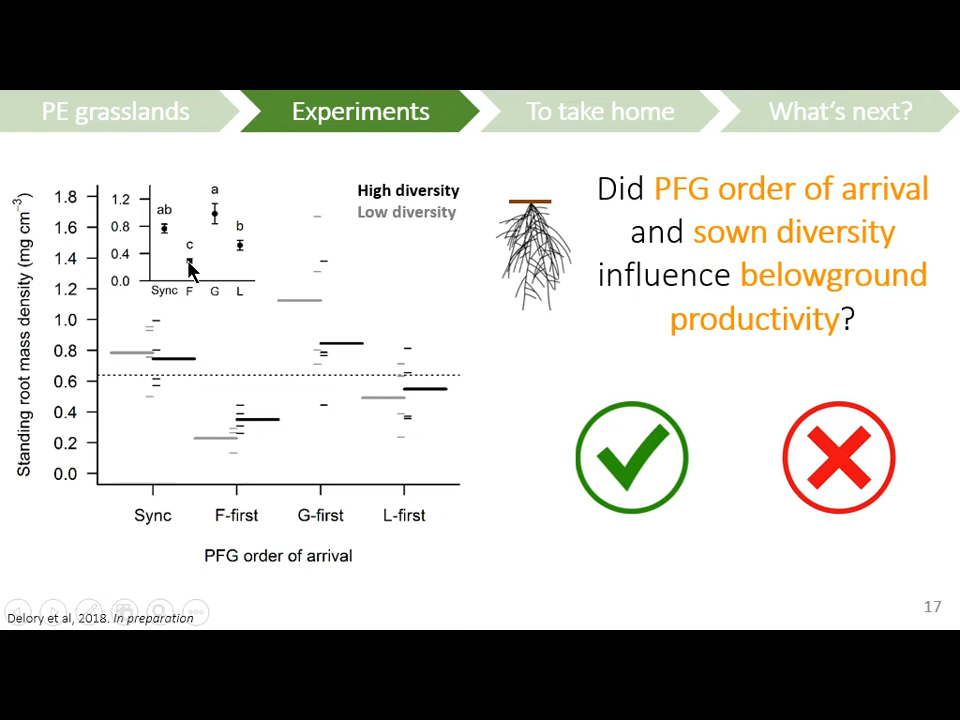 PE grasslands
Experiments
To take home
What's next?
Did PFG order of arrival
and sown diversity
influence belowground
productivity?
High diversity
Low diversity
Standing root mass density (mg cm⁻³)
1.8
1.6
1.4
1.2
1.0
0.8
0.6
0.4
0.2
0.0
1.2
0.8
0.4
0.0
ab
c
a
b
Sync F G L
Sync F-first G-first L-first
PFG order of arrival
Delory et al, 2018. In preparation
17